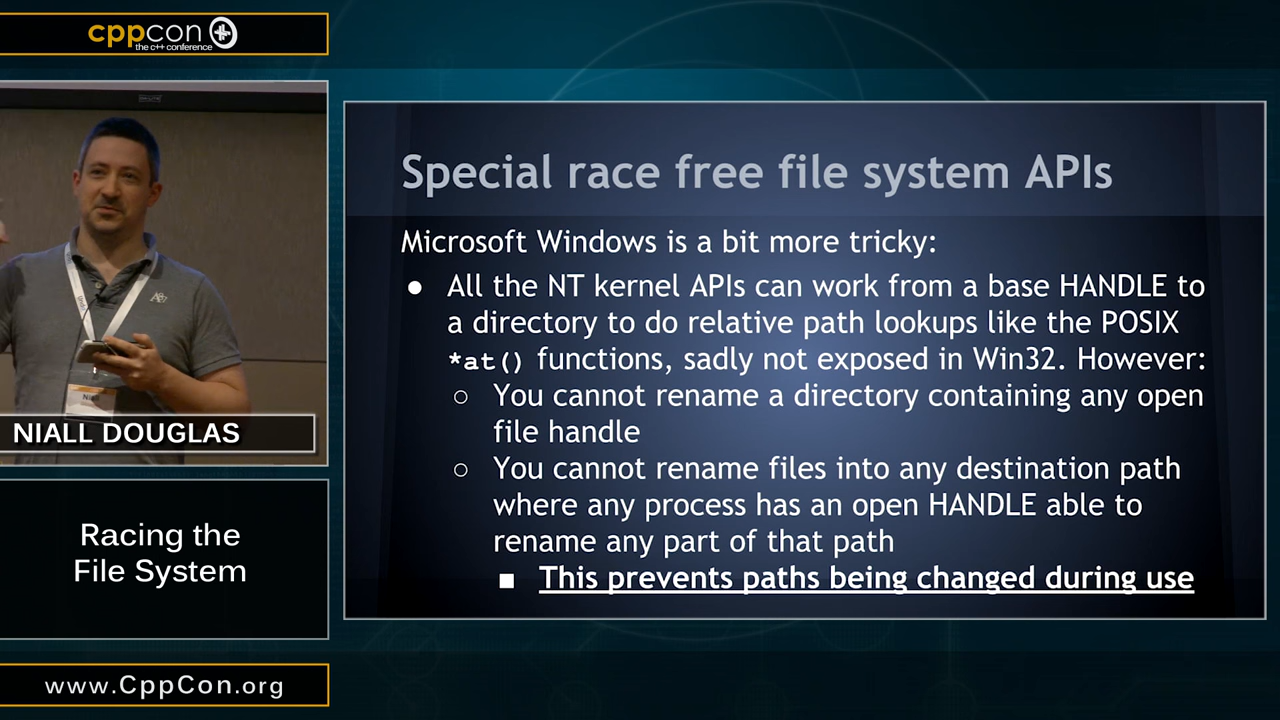 cppcon
the c++ conference
NIALL DOUGLAS
Racing the
File System
www.CppCon.org
Special race free file system APIs
Microsoft Windows is a bit more tricky:
● All the NT kernel APIs can work from a base HANDLE to
a directory to do relative path lookups like the POSIX
*at() functions, sadly not exposed in Win32. However:
○ You cannot rename a directory containing any open
file handle
○ You cannot rename files into any destination path
where any process has an open HANDLE able to
rename any part of that path
■ This prevents paths being changed during use